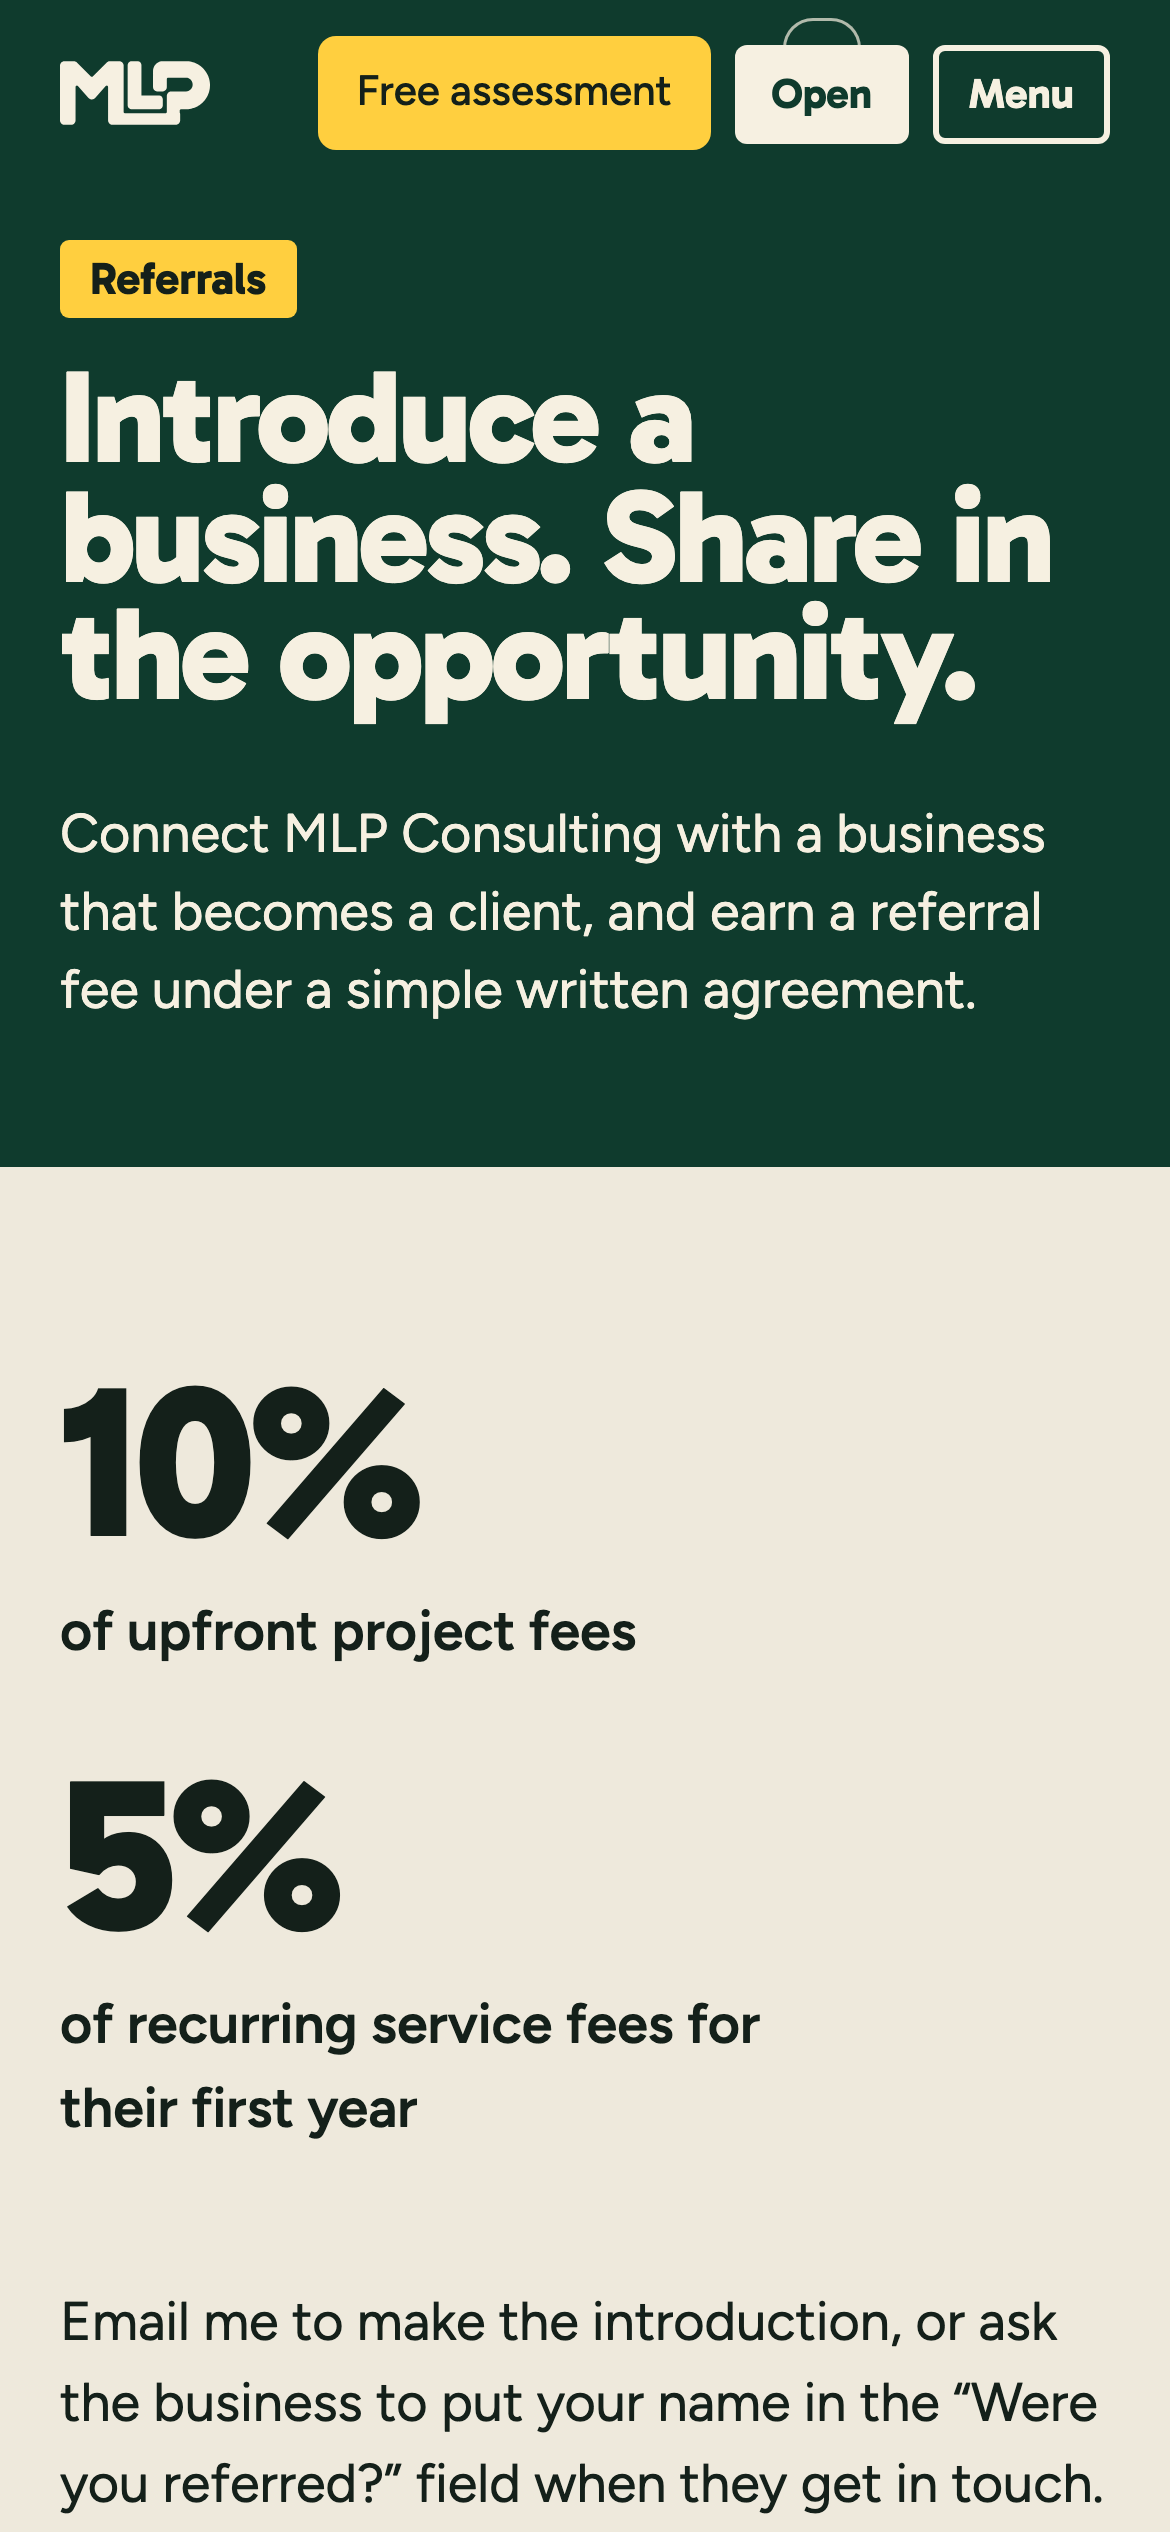 MLP
Free assessment
Open
Menu
Referrals
Introduce a
business. Share in
the opportunity.
Connect MLP Consulting with a business
that becomes a client, and earn a referral
fee under a simple written agreement.
10%
of upfront project fees
5%
of recurring service fees for
their first year
Email me to make the introduction, or ask
the business to put your name in the “Were
you referred?” field when they get in touch.